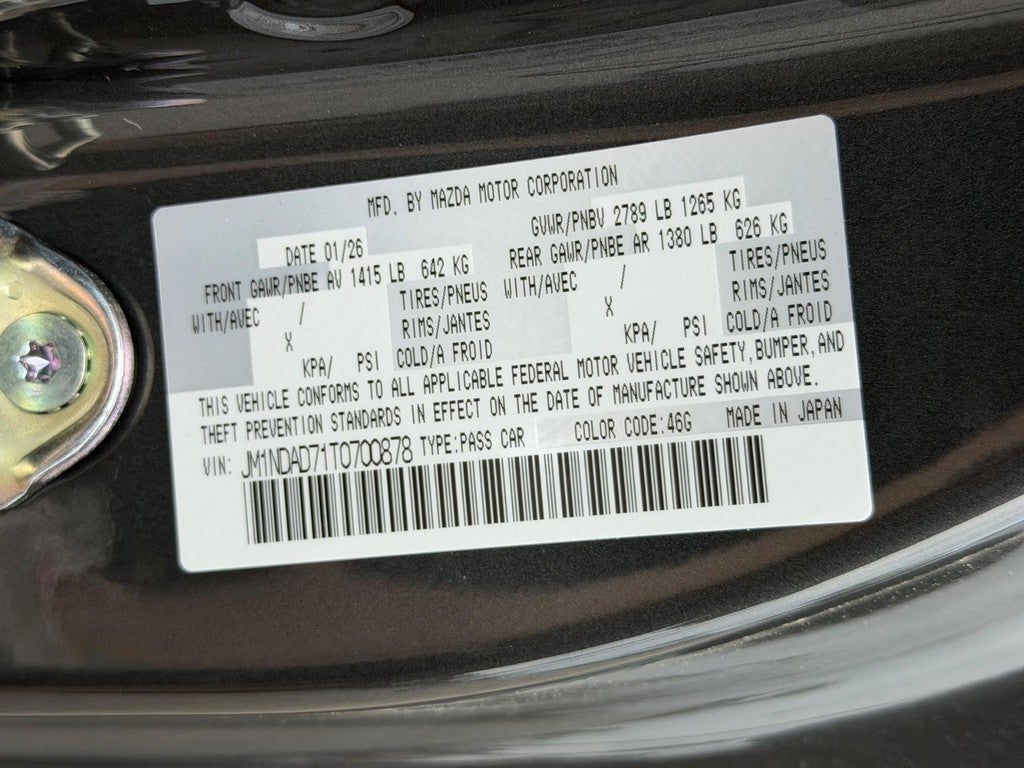 MFD. BY MAZDA MOTOR CORPORATION
DATE 01/26
GVWR/PNBV 2789 LB 1265 KG
FRONT GAWR/PNBE AV 1415 LB 642 KG
REAR GAWR/PNBE AR 1380 LB 626 KG
WITH/AVEC / TIRES/PNEUS
WITH/AVEC / TIRES/PNEUS
X RIMS/JANTES
X RIMS/JANTES
KPA/ PSI COLD/A FROID
KPA/ PSI COLD/A FROID
THIS VEHICLE CONFORMS TO ALL APPLICABLE FEDERAL MOTOR VEHICLE SAFETY,BUMPER,AND
THEFT PREVENTION STANDARDS IN EFFECT ON THE DATE OF MANUFACTURE SHOWN ABOVE.
VIN: JM1NDAD71T0700878 TYPE:PASS CAR COLOR CODE:46G MADE IN JAPAN